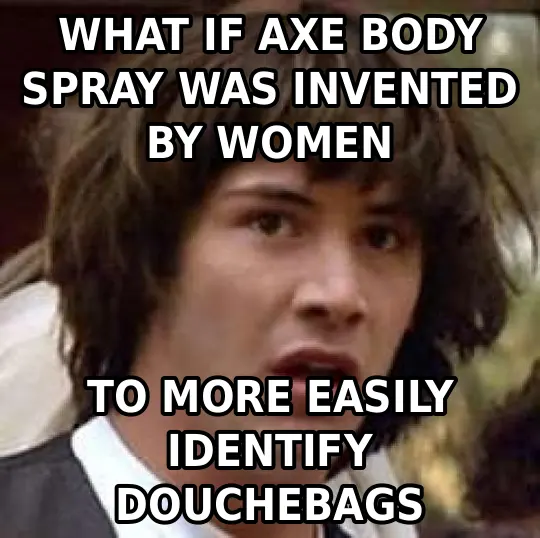 WHAT IF AXE BODY
SPRAY WAS INVENTED
BY WOMEN
TO MORE EASILY
IDENTIFY
DOUCHEBAGS